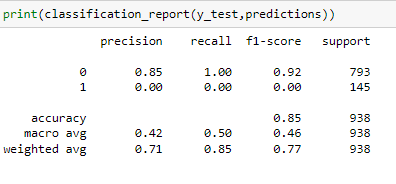 print(classification_report(y_test,predictions))
precision recall f1-score support
0 0.85 1.00 0.92 793
1 0.00 0.00 0.00 145
accuracy 0.85 938
macro avg 0.42 0.50 0.46 938
weighted avg 0.71 0.85 0.77 938